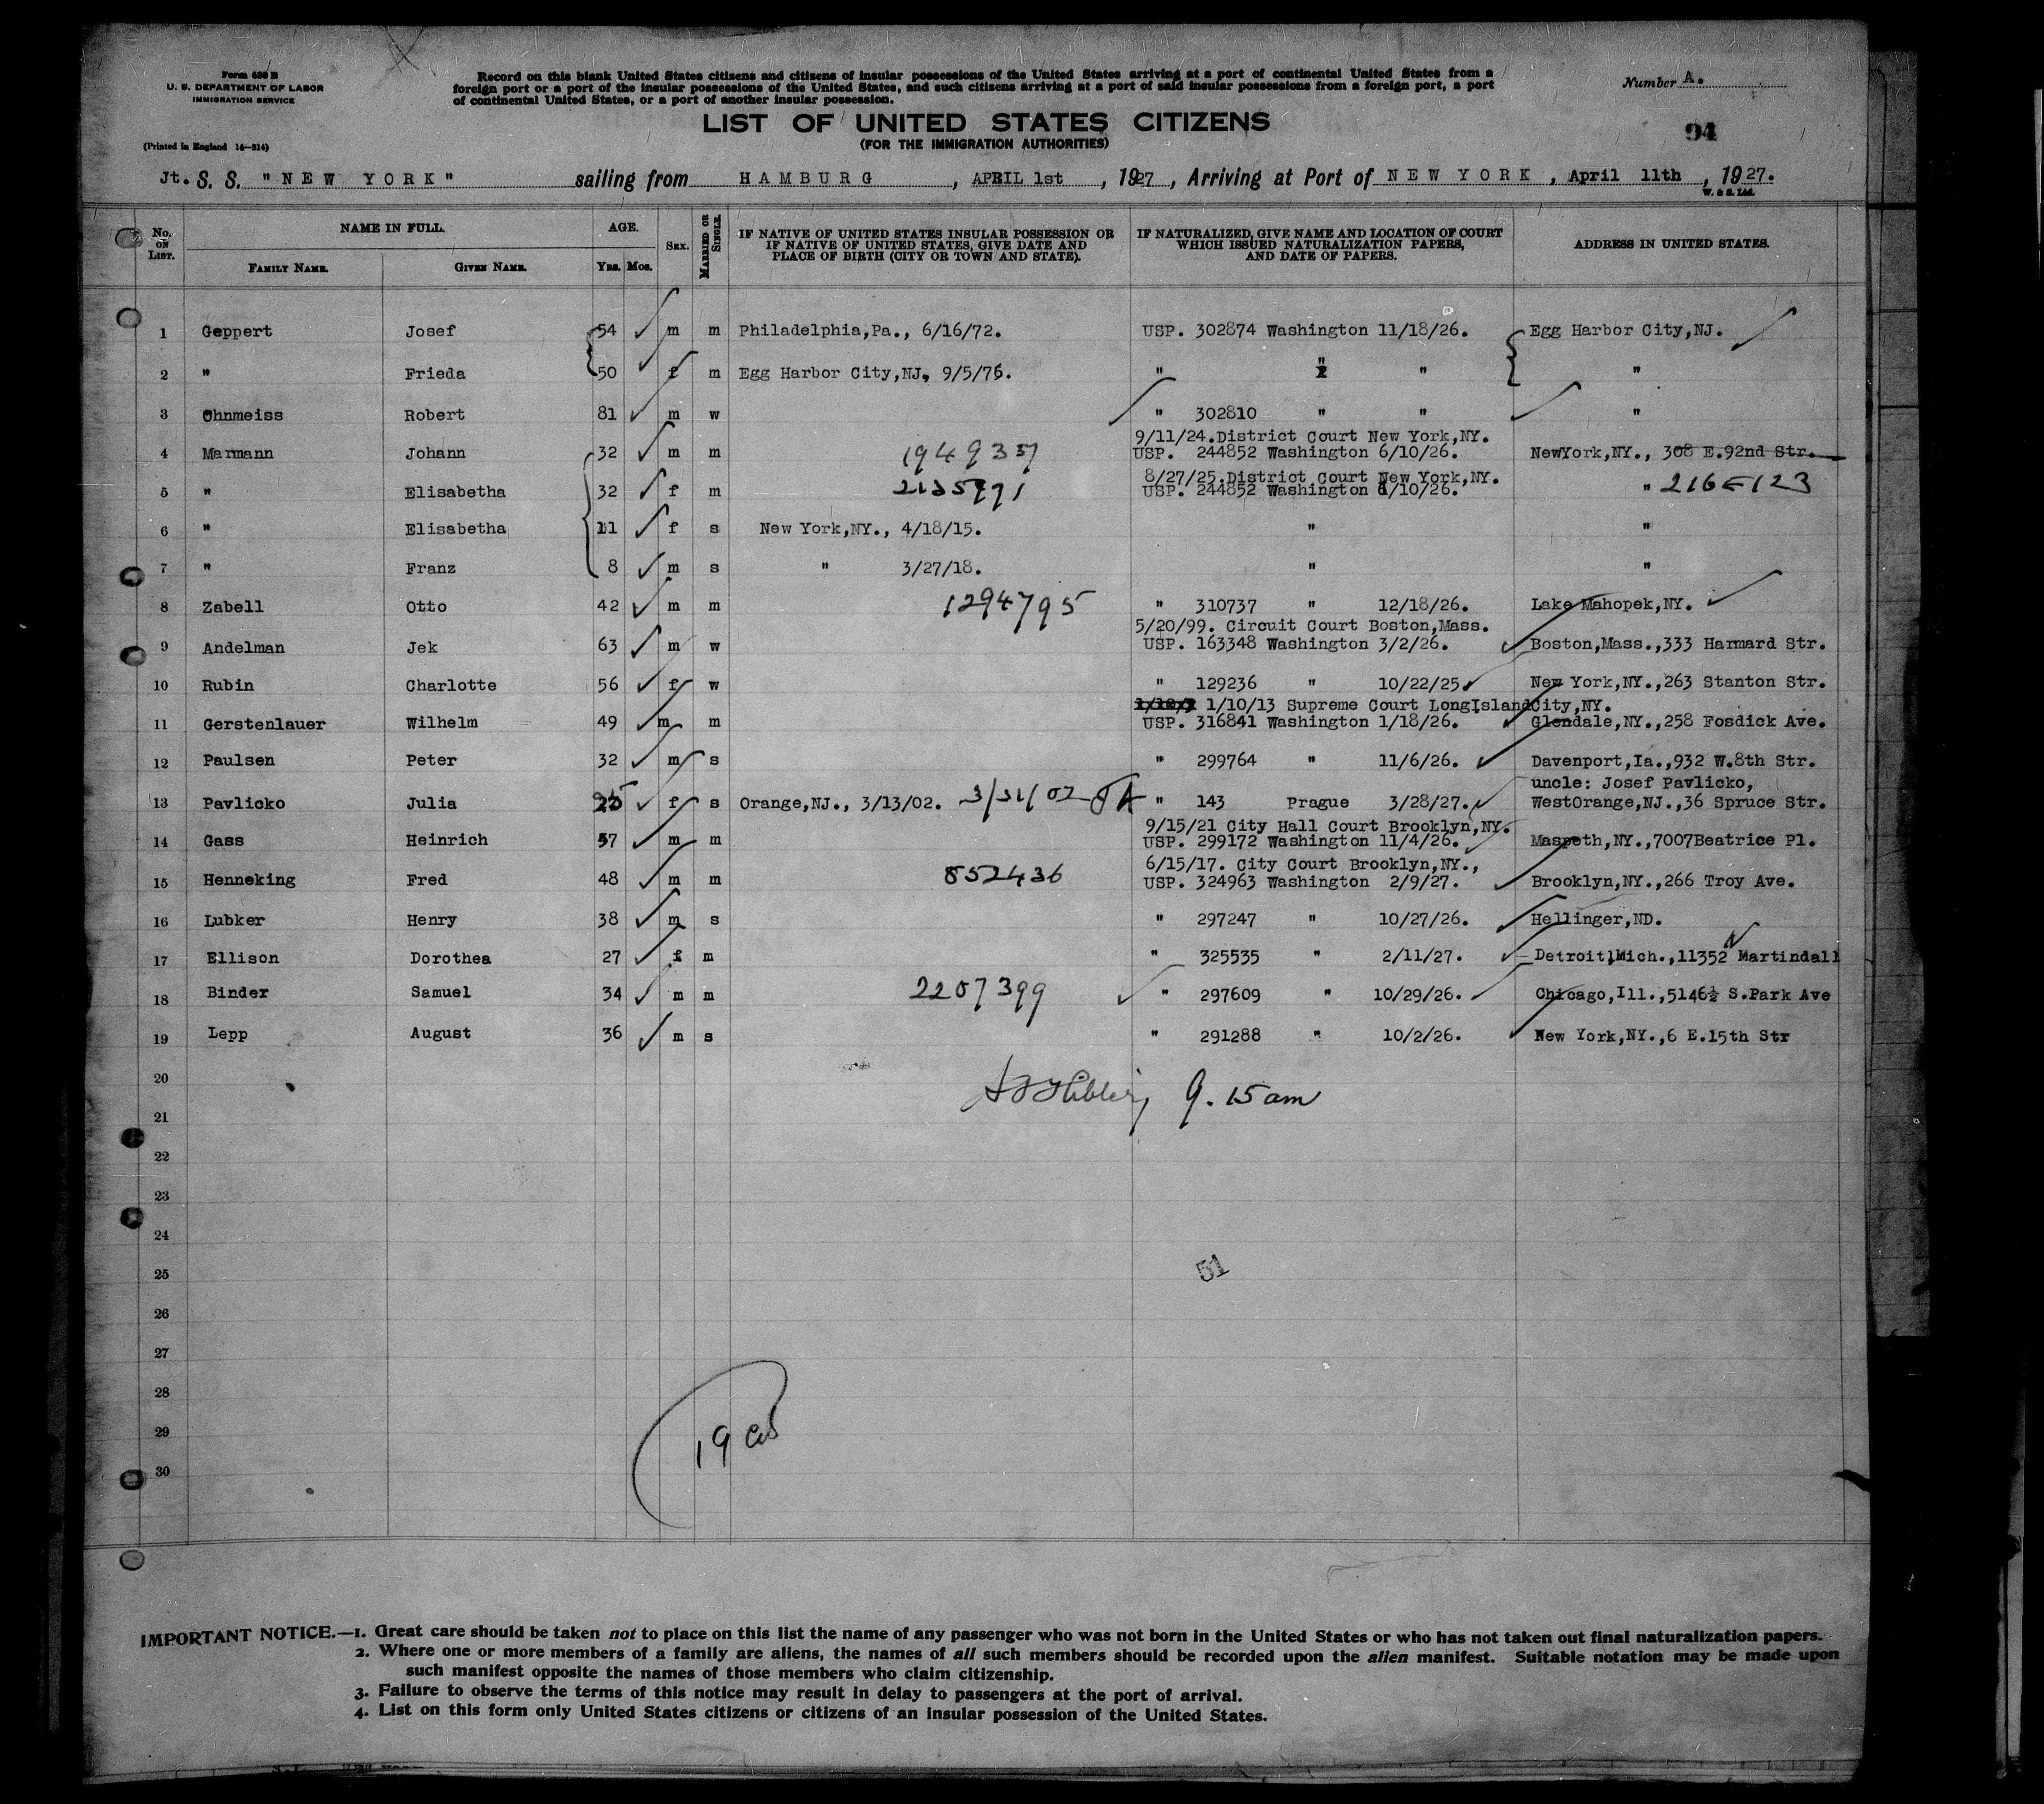 Form 630 B
U. S. DEPARTMENT OF LABOR
IMMIGRATION SERVICE
(Printed in England 14—314)
Record on this blank United States citizens and citizens of insular possessions of the United States arriving at a port of continental United States from a
foreign port or a port of the insular possessions of the United States, and such citizens arriving at a port of said insular possessions from a foreign port, a port
of continental United States, or a port of another insular possession.
Number A.
LIST OF UNITED STATES CITIZENS
(FOR THE IMMIGRATION AUTHORITIES)
94
Jt. S. S. "NEW YORK" sailing from HAMBURG, APRIL 1st, 1927, Arriving at Port of NEW YORK, April 11th, 1927.
W. & S. Ltd.
No. ON LIST. NAME IN FULL. FAMILY NAME. GIVEN NAME. AGE. YRS. MOS. SEX. MARRIED OR SINGLE. IF NATIVE OF UNITED STATES INSULAR POSSESSION OR IF NATIVE OF UNITED STATES, GIVE DATE AND PLACE OF BIRTH (CITY OR TOWN AND STATE). IF NATURALIZED, GIVE NAME AND LOCATION OF COURT WHICH ISSUED NATURALIZATION PAPERS, AND DATE OF PAPERS. ADDRESS IN UNITED STATES.
1 Geppert Josef 54 m m Philadelphia,Pa., 6/16/72. USP. 302874 Washington 11/18/26. Egg Harbor City,NJ.
2 " Frieda 50 f m Egg Harbor City,NJ, 9/5/76. " " " "
3 Ohnmeiss Robert 81 m w " 302810 " " "
9/11/24.District Court New York,NY.
4 Marmann Johann 32 m m 1949357 USP. 244852 Washington 6/10/26. NewYork,NY., 308 E.92nd Str.
8/27/25.District Court New York,NY.
5 " Elisabetha 32 f m 2135991 USP. 244852 Washington 6/10/26. " 216 E 123
6 " Elisabetha 11 f s New York,NY., 4/18/15. " "
7 " Franz 8 m s " 3/27/18. " "
8 Zabell Otto 42 m m 1294795 " 310737 " 12/18/26. Lake Mahopek,NY.
5/20/99. Circuit Court Boston,Mass.
9 Andelman Jek 63 m w USP. 163348 Washington 3/2/26. Boston,Mass.,333 Harmard Str.
10 Rubin Charlotte 56 f w " 129236 " 10/22/25 New York,NY.,263 Stanton Str.
1/10/13 Supreme Court LongIslandCity,NY.
11 Gerstenlauer Wilhelm 49 m m USP. 316841 Washington 1/18/26. Glendale,NY.,258 Fosdick Ave.
12 Paulsen Peter 32 m s " 299764 " 11/6/26. Davenport,Ia.,932 W.8th Str.
uncle: Josef Pavlicko,
13 Pavlicko Julia 25 f s Orange,NJ., 3/13/02. 3/31/02 " 143 Prague 3/28/27. WestOrange,NJ.,36 Spruce Str.
9/15/21 City Hall Court Brooklyn,NY.
14 Gass Heinrich 57 m m USP. 299172 Washington 11/4/26. Maspeth,NY.,7007Beatrice Pl.
6/15/17. City Court Brooklyn,NY.,
15 Henneking Fred 48 m m 852436 USP. 324963 Washington 2/9/27. Brooklyn,NY.,266 Troy Ave.
16 Lubker Henry 38 m s " 297247 " 10/27/26. Hellinger,ND.
17 Ellison Dorothea 27 f m " 325535 " 2/11/27. Detroit,Mich.,11352 Martindall
18 Binder Samuel 34 m m 2207399 " 297609 " 10/29/26. Chicago,Ill.,5146½ S.Park Ave
19 Lepp August 36 m s " 291288 " 10/2/26. New York,NY.,6 E.15th Str
20
9.15 am
21
22
23
24
25
51
26
27
28
29
19
30
IMPORTANT NOTICE.—1. Great care should be taken not to place on this list the name of any passenger who was not born in the United States or who has not taken out final naturalization papers.
2. Where one or more members of a family are aliens, the names of all such members should be recorded upon the alien manifest. Suitable notation may be made upon
such manifest opposite the names of those members who claim citizenship.
3. Failure to observe the terms of this notice may result in delay to passengers at the port of arrival.
4. List on this form only United States citizens or citizens of an insular possession of the United States.